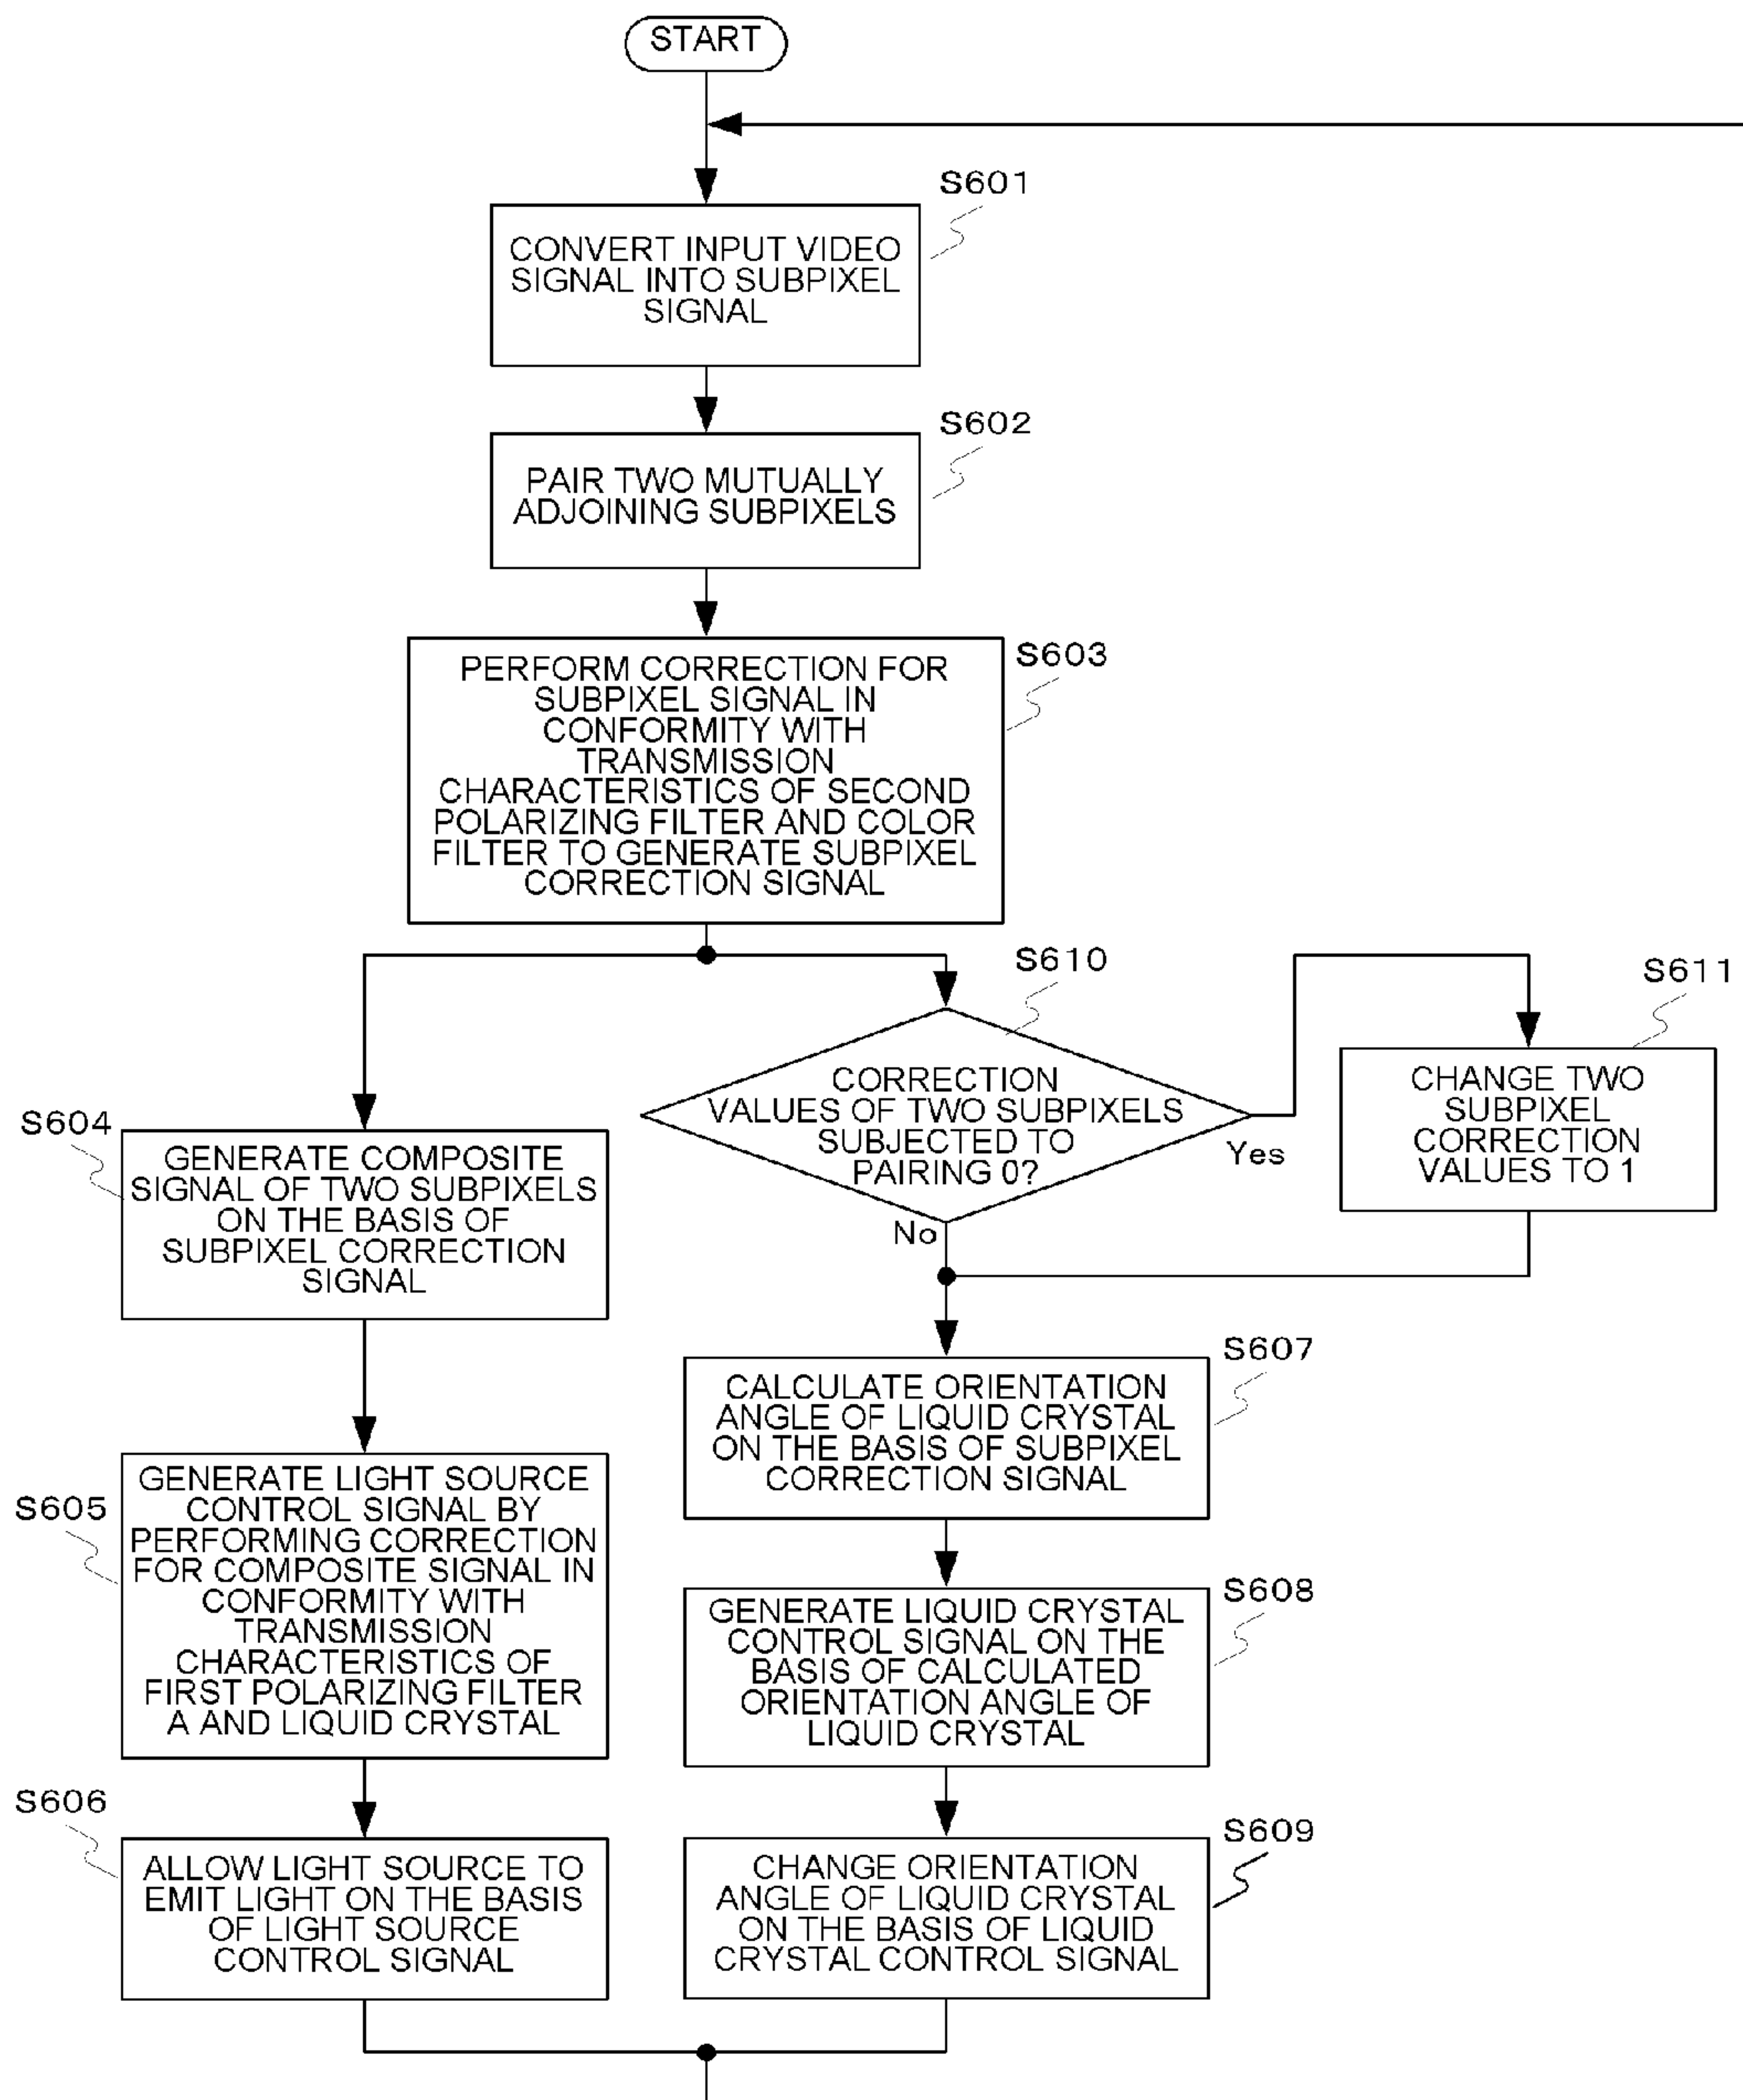 START
S601
CONVERT INPUT VIDEO
SIGNAL INTO SUBPIXEL
SIGNAL
S602
PAIR TWO MUTUALLY
ADJOINING SUBPIXELS
S603
PERFORM CORRECTION FOR
SUBPIXEL SIGNAL IN
CONFORMITY WITH
TRANSMISSION
CHARACTERISTICS OF SECOND
POLARIZING FILTER AND COLOR
FILTER TO GENERATE SUBPIXEL
CORRECTION SIGNAL
S610
CORRECTION
VALUES OF TWO SUBPIXELS
SUBJECTED TO
PAIRING 0?
Yes
No
S611
CHANGE TWO
SUBPIXEL
CORRECTION
VALUES TO 1
S604
GENERATE COMPOSITE
SIGNAL OF TWO SUBPIXELS
ON THE BASIS OF
SUBPIXEL CORRECTION
SIGNAL
S605
GENERATE LIGHT SOURCE
CONTROL SIGNAL BY
PERFORMING CORRECTION
FOR COMPOSITE SIGNAL IN
CONFORMITY WITH
TRANSMISSION
CHARACTERISTICS OF
FIRST POLARIZING FILTER
A AND LIQUID CRYSTAL
S606
ALLOW LIGHT SOURCE TO
EMIT LIGHT ON THE BASIS
OF LIGHT SOURCE
CONTROL SIGNAL
S607
CALCULATE ORIENTATION
ANGLE OF LIQUID CRYSTAL
ON THE BASIS OF SUBPIXEL
CORRECTION SIGNAL
S608
GENERATE LIQUID CRYSTAL
CONTROL SIGNAL ON THE
BASIS OF CALCULATED
ORIENTATION ANGLE OF
LIQUID CRYSTAL
S609
CHANGE ORIENTATION
ANGLE OF LIQUID CRYSTAL
ON THE BASIS OF LIQUID
CRYSTAL CONTROL SIGNAL